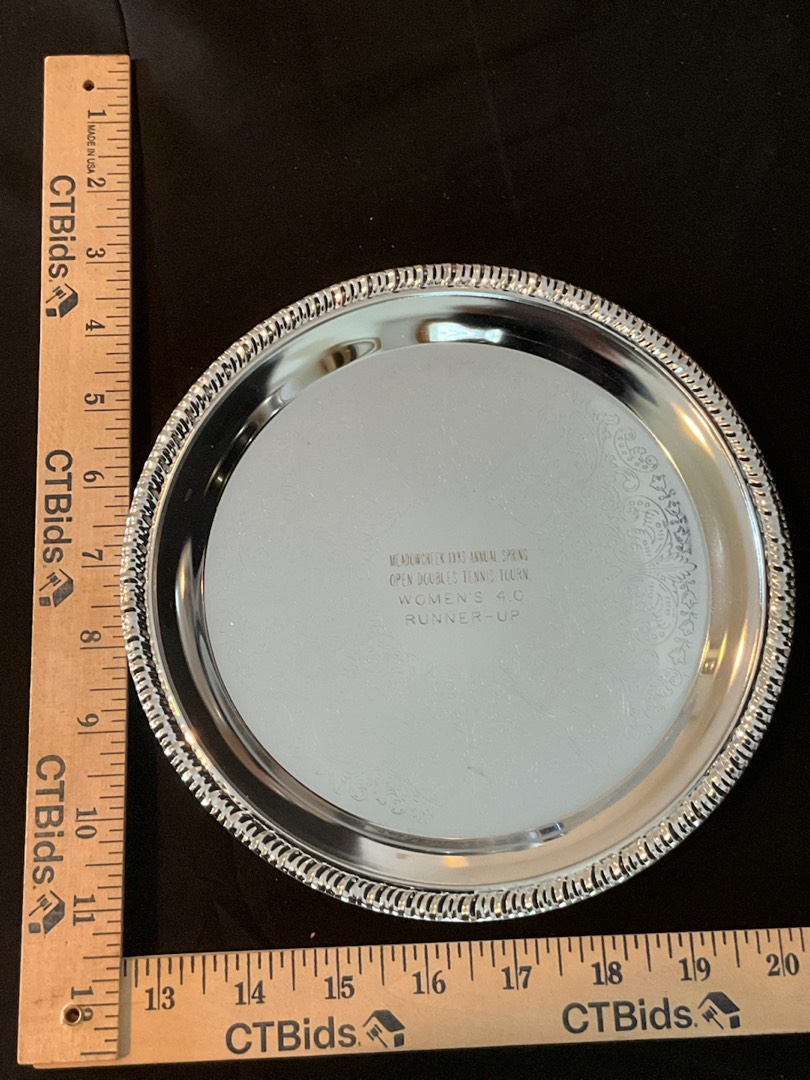 1
MADE IN USA
2
CTBids.
3
4
5
6
CTBids.
7
8
9
CTBids.
10
11
12
MEADOWCREEK 1993 ANNUAL SPRING
OPEN DOUBLES TENNIS TOURN
WOMEN'S 4.0
RUNNER-UP
13 14 15 16 17 18 19 20
CTBids. CTBids.